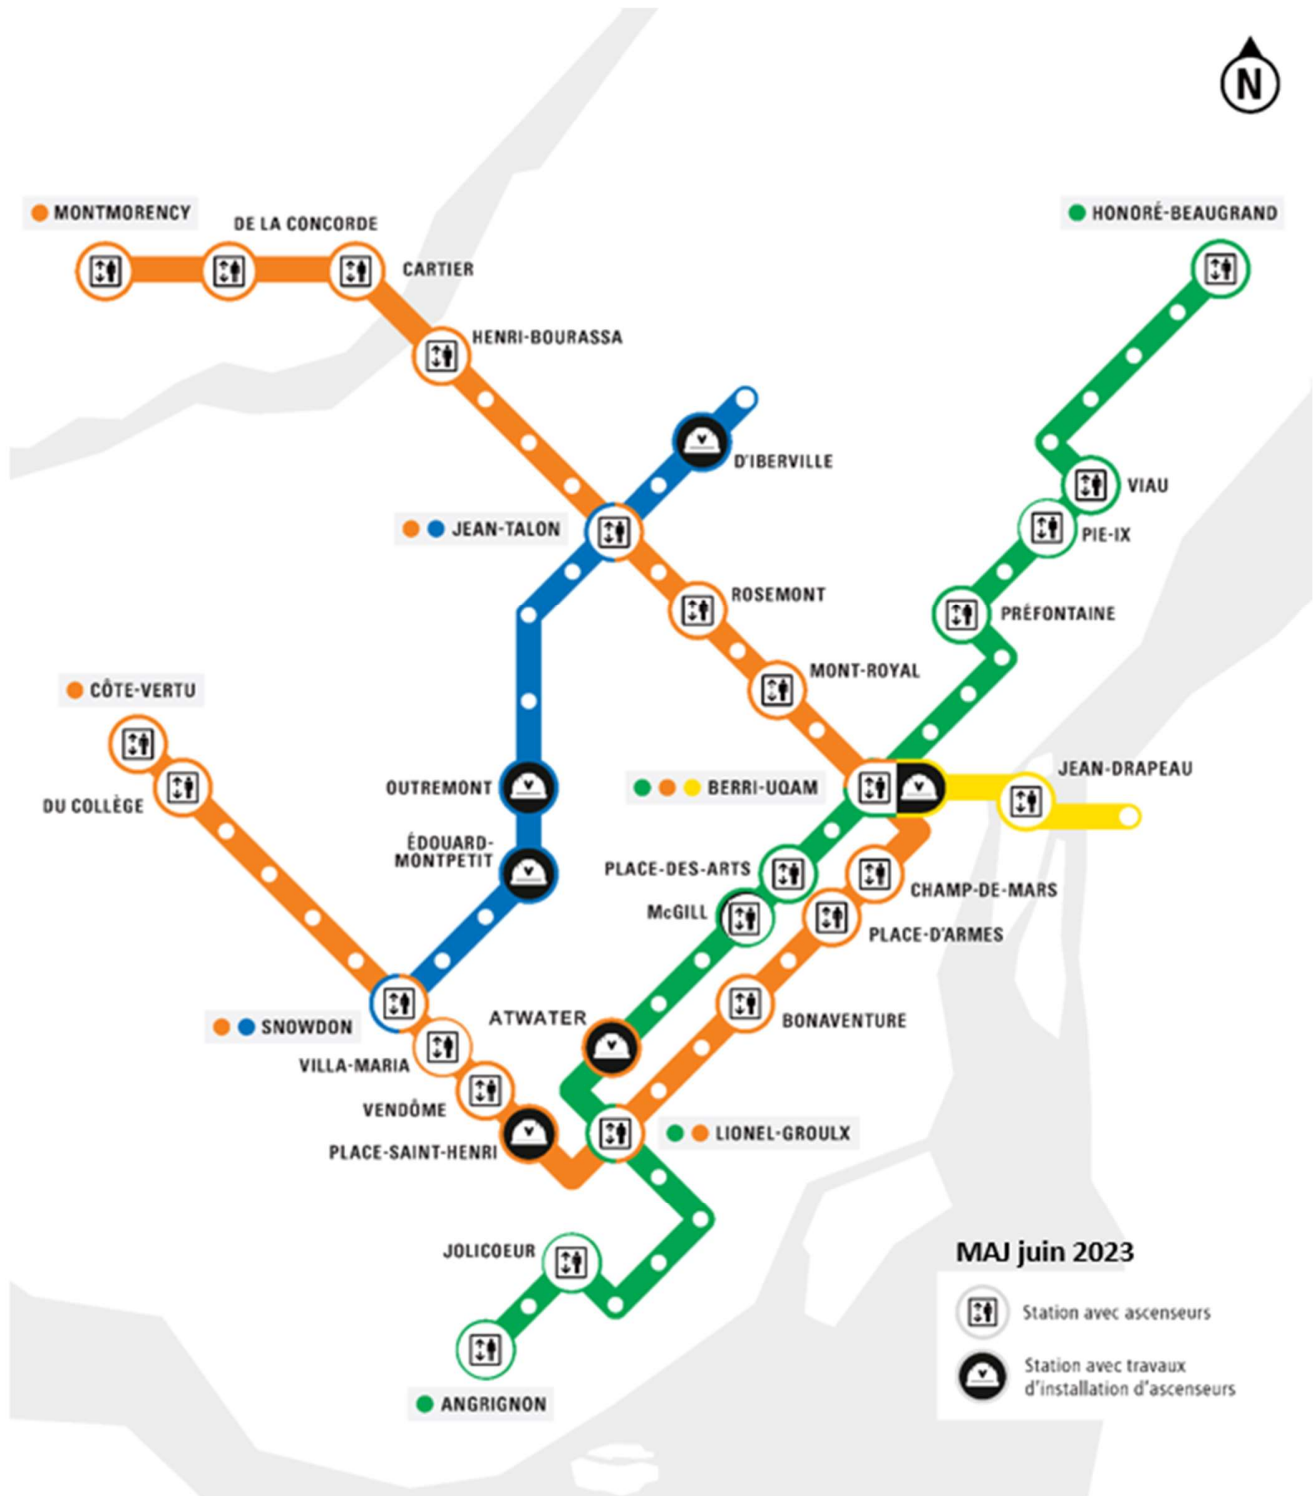 N
MONTMORENCY
DE LA CONCORDE
CARTIER
HENRI-BOURASSA
HONORÉ-BEAUGRAND
D'IBERVILLE
VIAU
PIE-IX
JEAN-TALON
ROSEMONT
PRÉFONTAINE
MONT-ROYAL
CÔTE-VERTU
DU COLLÈGE
OUTREMONT
BERRI-UQAM
JEAN-DRAPEAU
ÉDOUARD-
MONTPETIT
PLACE-DES-ARTS
CHAMP-DE-MARS
McGILL
PLACE-D'ARMES
ATWATER
BONAVENTURE
SNOWDON
VILLA-MARIA
VENDÔME
PLACE-SAINT-HENRI
LIONEL-GROULX
JOLICOEUR
ANGRIGNON
MAJ juin 2023
Station avec ascenseurs
Station avec travaux
d'installation d'ascenseurs